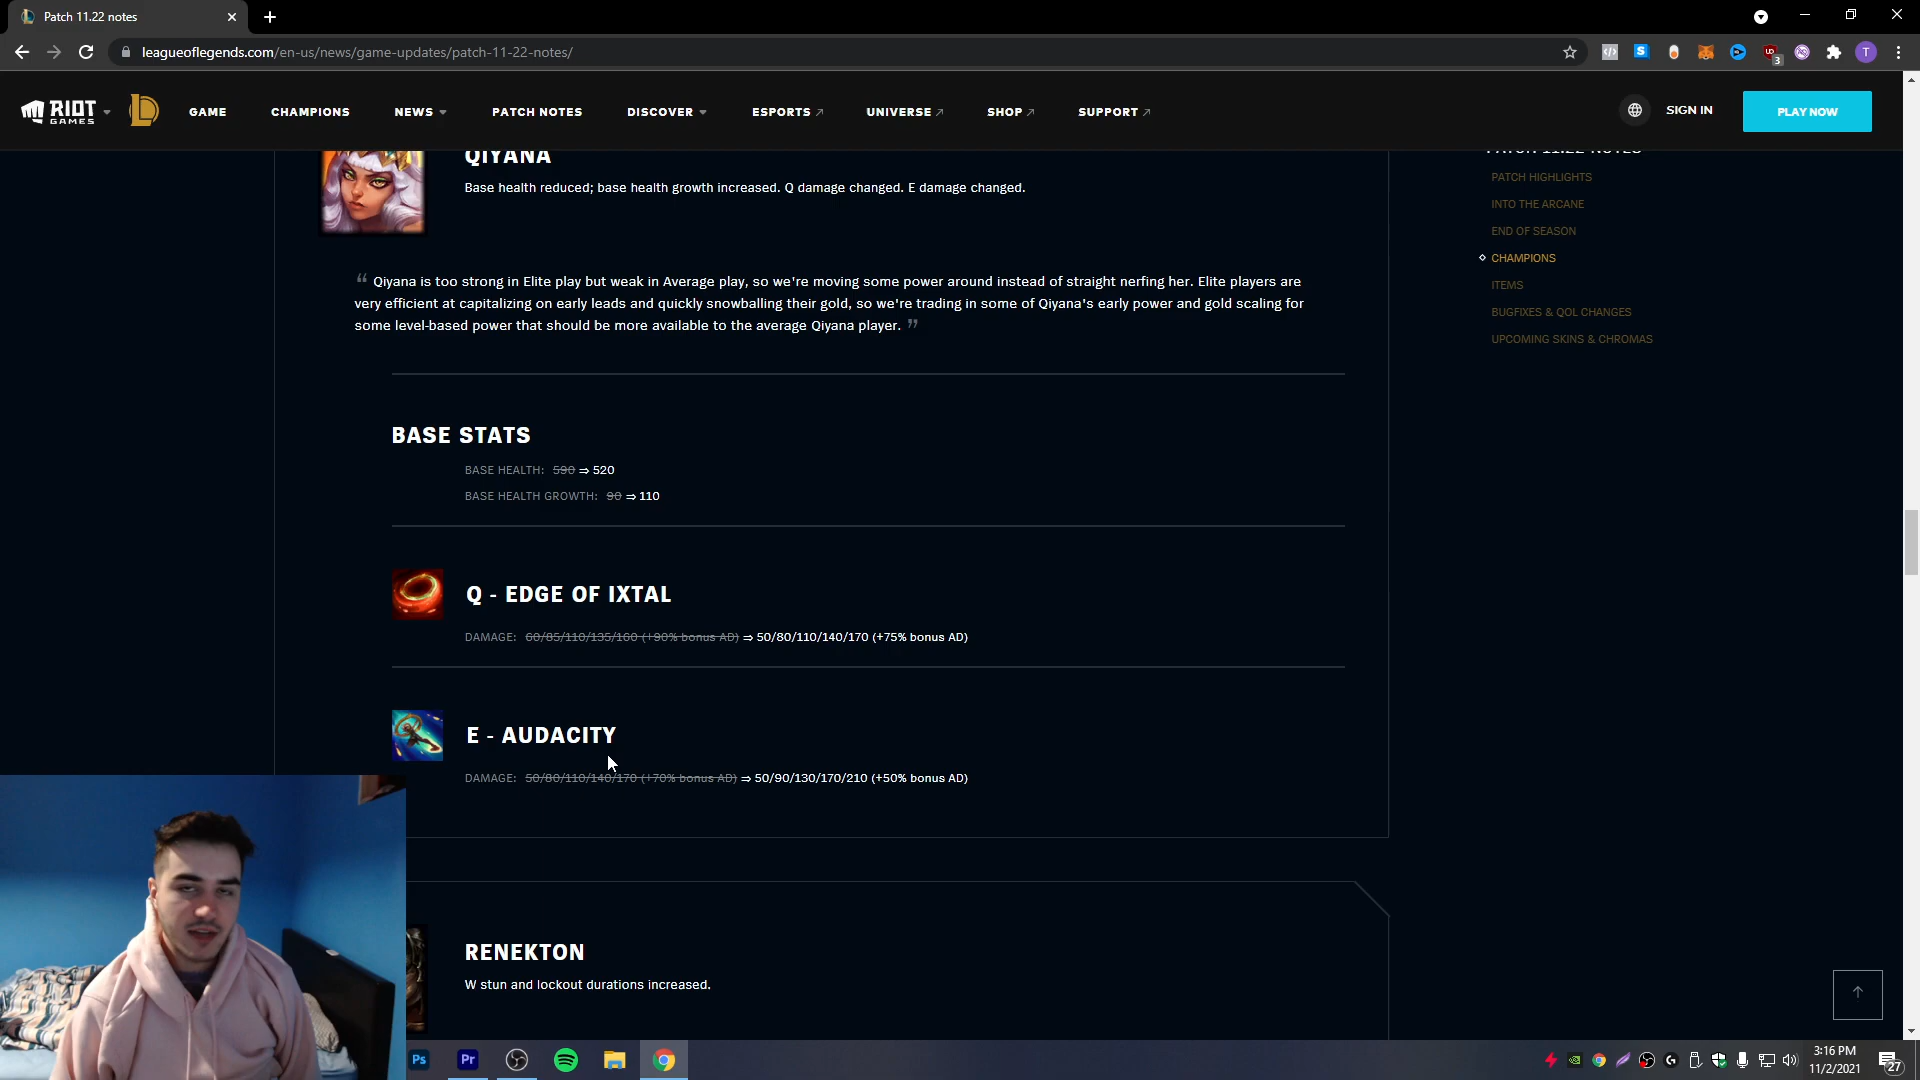 Patch 11.22 notes
leagueoflegends.com/en-us/news/game-updates/patch-11-22-notes/
3
T
RIOT GAMES
GAME
CHAMPIONS
NEWS
PATCH NOTES
DISCOVER
ESPORTS
UNIVERSE
SHOP
SUPPORT
SIGN IN
PLAY NOW
QIYANA
Base health reduced; base health growth increased. Q damage changed. E damage changed.
“ Qiyana is too strong in Elite play but weak in Average play, so we're moving some power around instead of straight nerfing her. Elite players are
very efficient at capitalizing on early leads and quickly snowballing their gold, so we're trading in some of Qiyana's early power and gold scaling for
some level-based power that should be more available to the average Qiyana player. ”
BASE STATS
BASE HEALTH: 590 ⇒ 520
BASE HEALTH GROWTH: 90 ⇒ 110
Q - EDGE OF IXTAL
DAMAGE: 60/85/110/135/160 (+90% bonus AD) ⇒ 50/80/110/140/170 (+75% bonus AD)
E - AUDACITY
DAMAGE: 50/80/110/140/170 (+70% bonus AD) ⇒ 50/90/130/170/210 (+50% bonus AD)
RENEKTON
W stun and lockout durations increased.
PATCH 11.22 NOTES
PATCH HIGHLIGHTS
INTO THE ARCANE
END OF SEASON
CHAMPIONS
ITEMS
BUGFIXES & QOL CHANGES
UPCOMING SKINS & CHROMAS
Ps
Pr
3:16 PM
11/2/2021
27